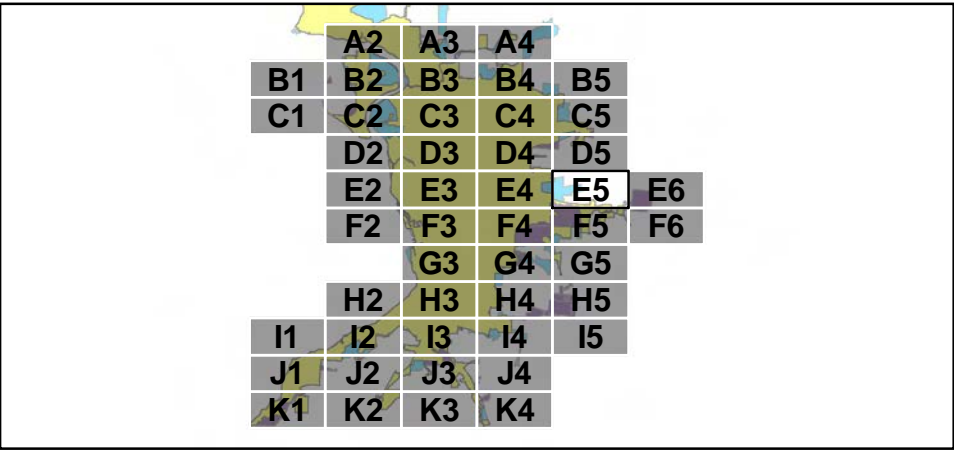 A2 A3 A4
B1 B2 B3 B4 B5
C1 C2 C3 C4 C5
D2 D3 D4 D5
E2 E3 E4 E5 E6
F2 F3 F4 F5 F6
G3 G4 G5
H2 H3 H4 H5
I1 I2 I3 I4 I5
J1 J2 J3 J4
K1 K2 K3 K4